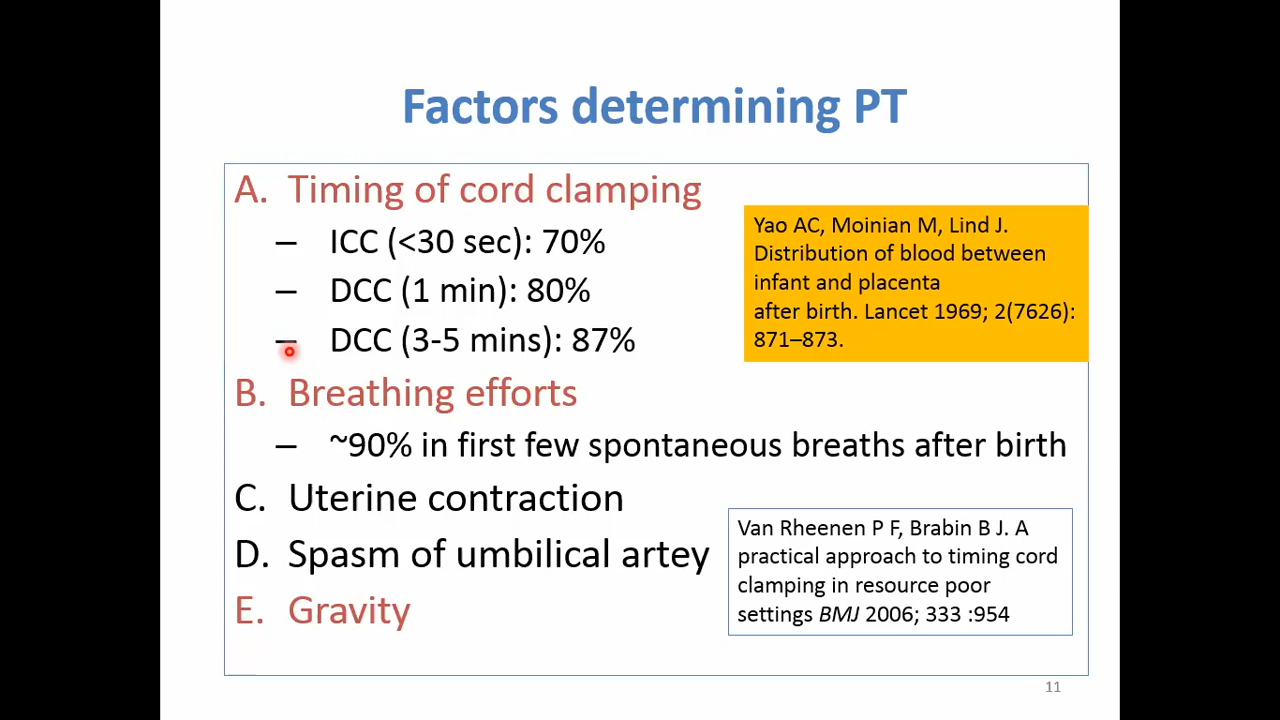 Factors determining PT
A. Timing of cord clamping
– ICC (<30 sec): 70%
– DCC (1 min): 80%
– DCC (3-5 mins): 87%
Yao AC, Moinian M, Lind J.
Distribution of blood between
infant and placenta
after birth. Lancet 1969; 2(7626):
871–873.
B. Breathing efforts
– ~90% in first few spontaneous breaths after birth
C. Uterine contraction
D. Spasm of umbilical artey
E. Gravity
Van Rheenen P F, Brabin B J. A
practical approach to timing cord
clamping in resource poor
settings BMJ 2006; 333 :954
11